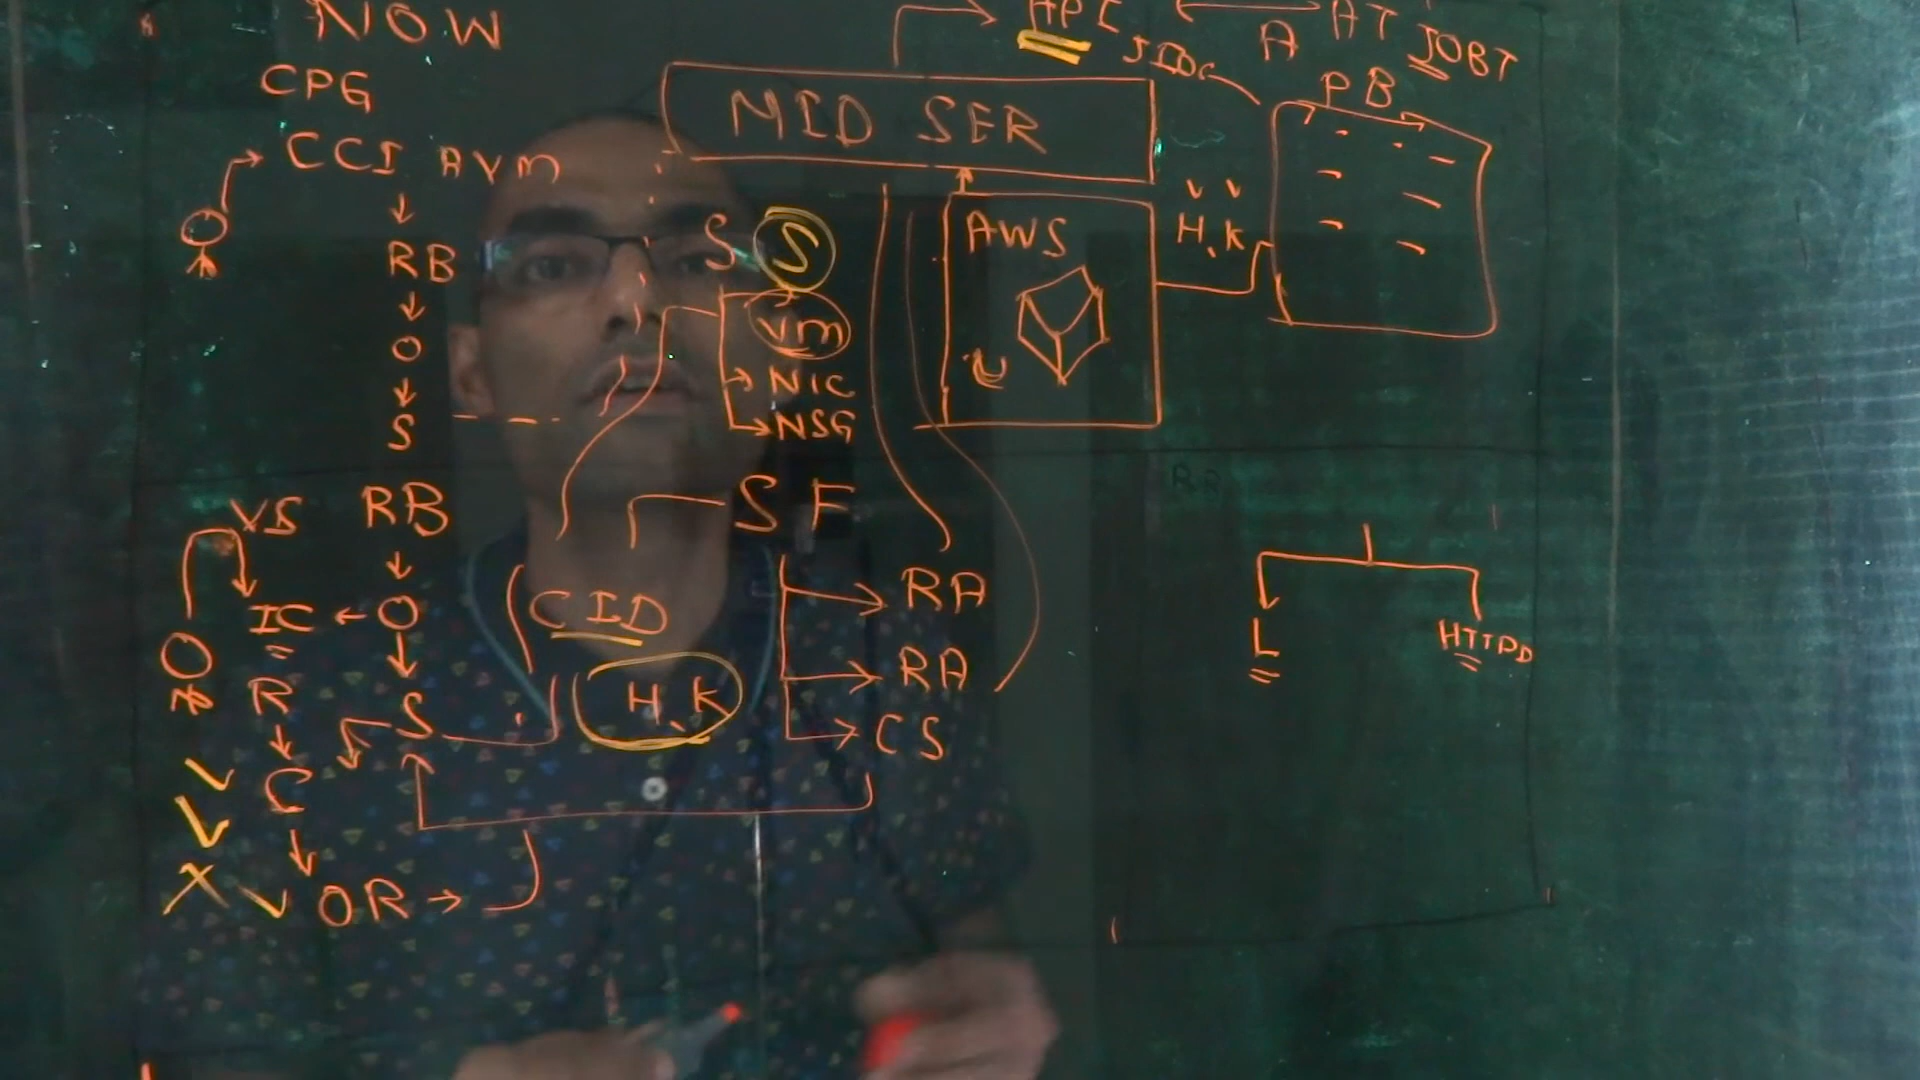 NOW
API
A
AT
JOBT
CPG
MID SER
PB
CCI AVM
RB
O
S
S S
VM
NIC
NSG
AWS
H, K
VS
RB
SF
IC
O
CID
RA
R
S
H, K
RA
C
CS
OR
L
HTTPD